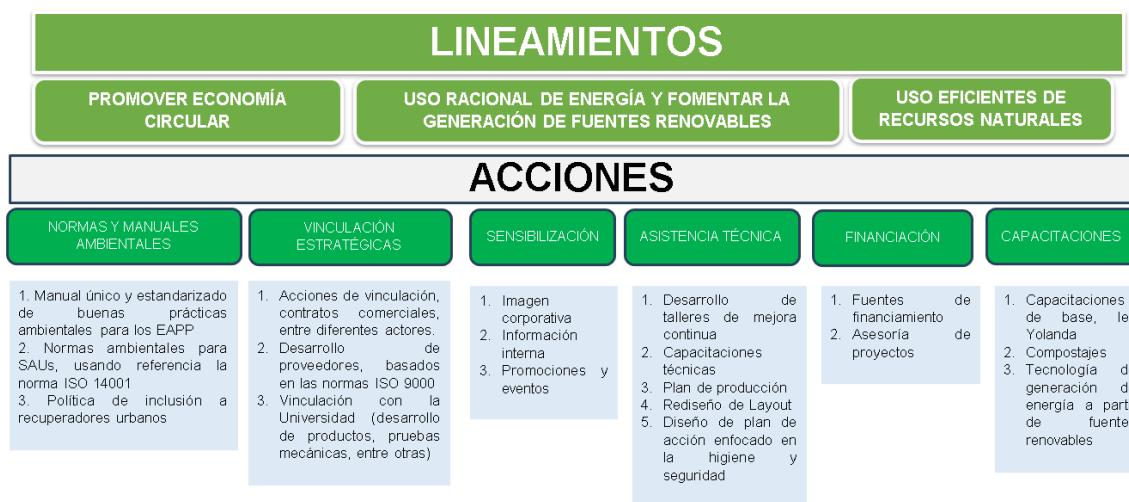 LINEAMIENTOS
PROMOVER ECONOMÍA
CIRCULAR
USO RACIONAL DE ENERGÍA Y FOMENTAR LA
GENERACIÓN DE FUENTES RENOVABLES
USO EFICIENTES DE
RECURSOS NATURALES
ACCIONES
NORMAS Y MANUALES
AMBIENTALES
VINCULACIÓN
ESTRATÉGICAS
SENSIBILIZACIÓN
ASISTENCIA TÉCNICA
FINANCIACIÓN
CAPACITACIONES
1. Manual único y estandarizado
de buenas prácticas
ambientales para los EAPP
2. Normas ambientales para
SAUs, usando referencia la
norma ISO 14001
3. Política de inclusión a
recuperadores urbanos
1. Acciones de vinculación,
contratos comerciales,
entre diferentes actores.
2. Desarrollo de
proveedores, basados
en las normas ISO 9000
3. Vinculación con la
Universidad (desarrollo
de productos, pruebas
mecánicas, entre otras)
1. Imagen
corporativa
2. Información
interna
3. Promociones y
eventos
1. Desarrollo de
talleres de mejora
continua
2. Capacitaciones
técnicas
3. Plan de producción
4. Rediseño de Layout
5. Diseño de plan de
acción enfocado en
la higiene y
seguridad
1. Fuentes de
financiamiento
2. Asesoría de
proyectos
1. Capacitaciones
de base, le
Yolanda
2. Compostajes
3. Tecnología d
generación d
energía a part
de fuente
renovables